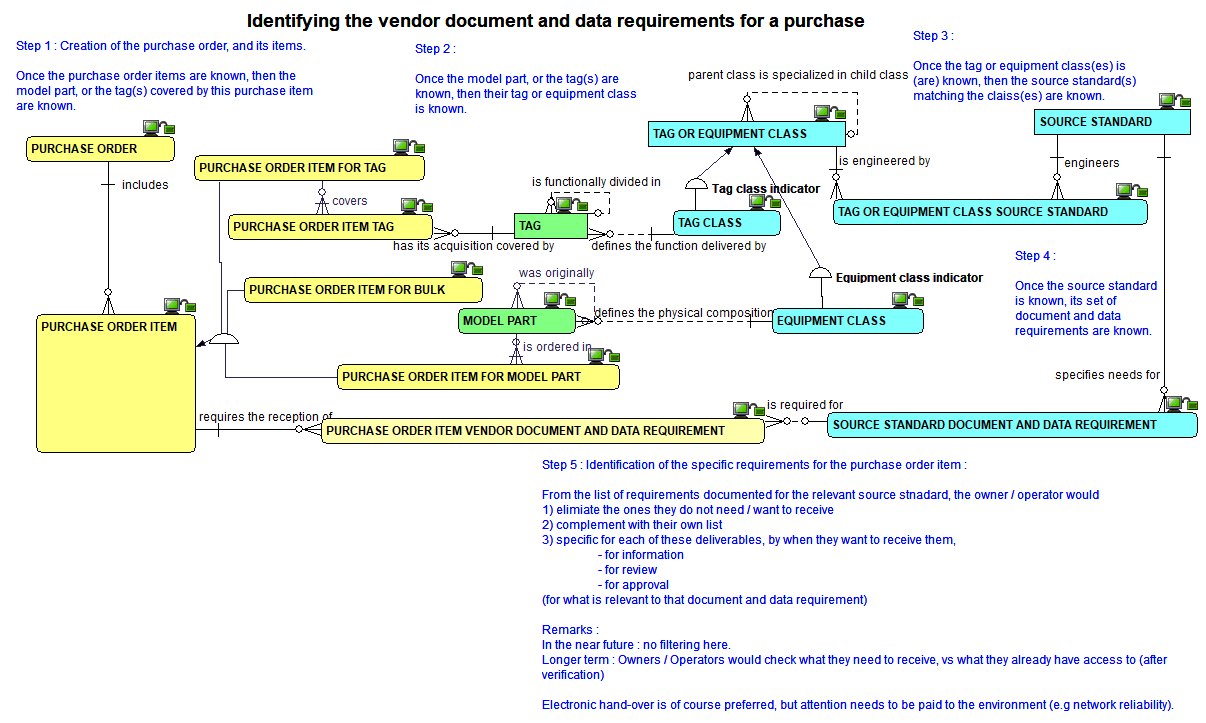 Identifying the vendor document and data requirements for a purchase
Step 1 : Creation of the purchase order, and its items.
Once the purchase order items are known, then the
model part, or the tag(s) covered by this purchase item
are known.
Step 2 :
Once the model part, or the tag(s) are
known, then their tag or equipment class
is known.
Step 3 :
Once the tag or equipment class(es) is
(are) known, then the source standard(s)
matching the claiss(es) are known.
parent class is specialized in child class
TAG OR EQUIPMENT CLASS
SOURCE STANDARD
PURCHASE ORDER
PURCHASE ORDER ITEM FOR TAG
is engineered by
engineers
includes
covers
is functionally divided in
Tag class indicator
PURCHASE ORDER ITEM TAG
TAG
TAG CLASS
TAG OR EQUIPMENT CLASS SOURCE STANDARD
has its acquisition covered by
defines the function delivered by
Step 4 :
Once the source standard
is known, its set of
document and data
requirements are known.
was originally
Equipment class indicator
PURCHASE ORDER ITEM FOR BULK
PURCHASE ORDER ITEM
MODEL PART
defines the physical composition
EQUIPMENT CLASS
is ordered in
PURCHASE ORDER ITEM FOR MODEL PART
specifies needs for
requires the reception of
is required for
PURCHASE ORDER ITEM VENDOR DOCUMENT AND DATA REQUIREMENT
SOURCE STANDARD DOCUMENT AND DATA REQUIREMENT
Step 5 : Identification of the specific requirements for the purchase order item :
From the list of requirements documented for the relevant source stnadard, the owner / operator would
1) elimiate the ones they do not need / want to receive
2) complement with their own list
3) specific for each of these deliverables, by when they want to receive them,
- for information
- for review
- for approval
(for what is relevant to that document and data requirement)
Remarks :
In the near future : no filtering here.
Longer term : Owners / Operators would check what they need to receive, vs what they already have access to (after
verification)
Electronic hand-over is of course preferred, but attention needs to be paid to the environment (e.g network reliability).